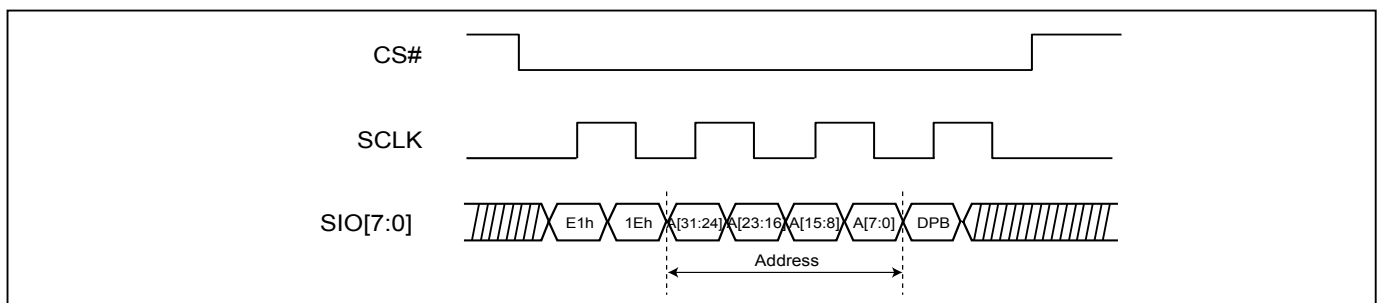 CS#
SCLK
SIO[7:0]
E1h 1Eh A[31:24] A[23:16] A[15:8] A[7:0] DPB
Address